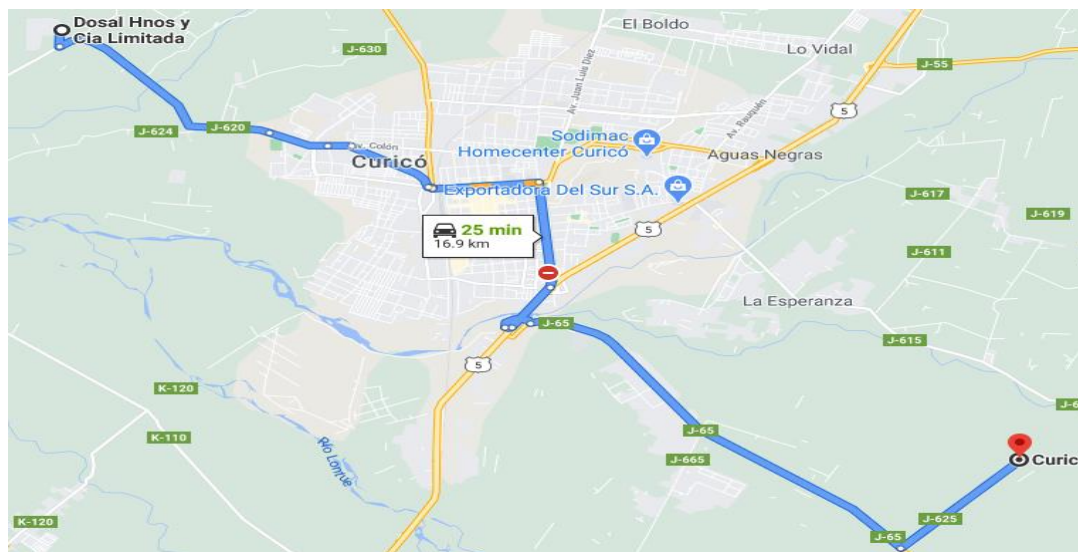 Dosal Hnos y
Cia Limitada
El Boldo
Lo Vidal
J-630
J-55
Av. Juan Luis Diez
Av. Rauquén
5
J-624
J-620
Sodimac
Homecenter Curicó
Av. Colón
Curicó
Aguas Negras
Exportadora Del Sur S.A.
J-617
J-619
25 min
16.9 km
5
J-611
La Esperanza
J-65
J-615
5
K-120
K-110
Río Lontué
J-65
J-665
Curic
K-120
J-625
J-65